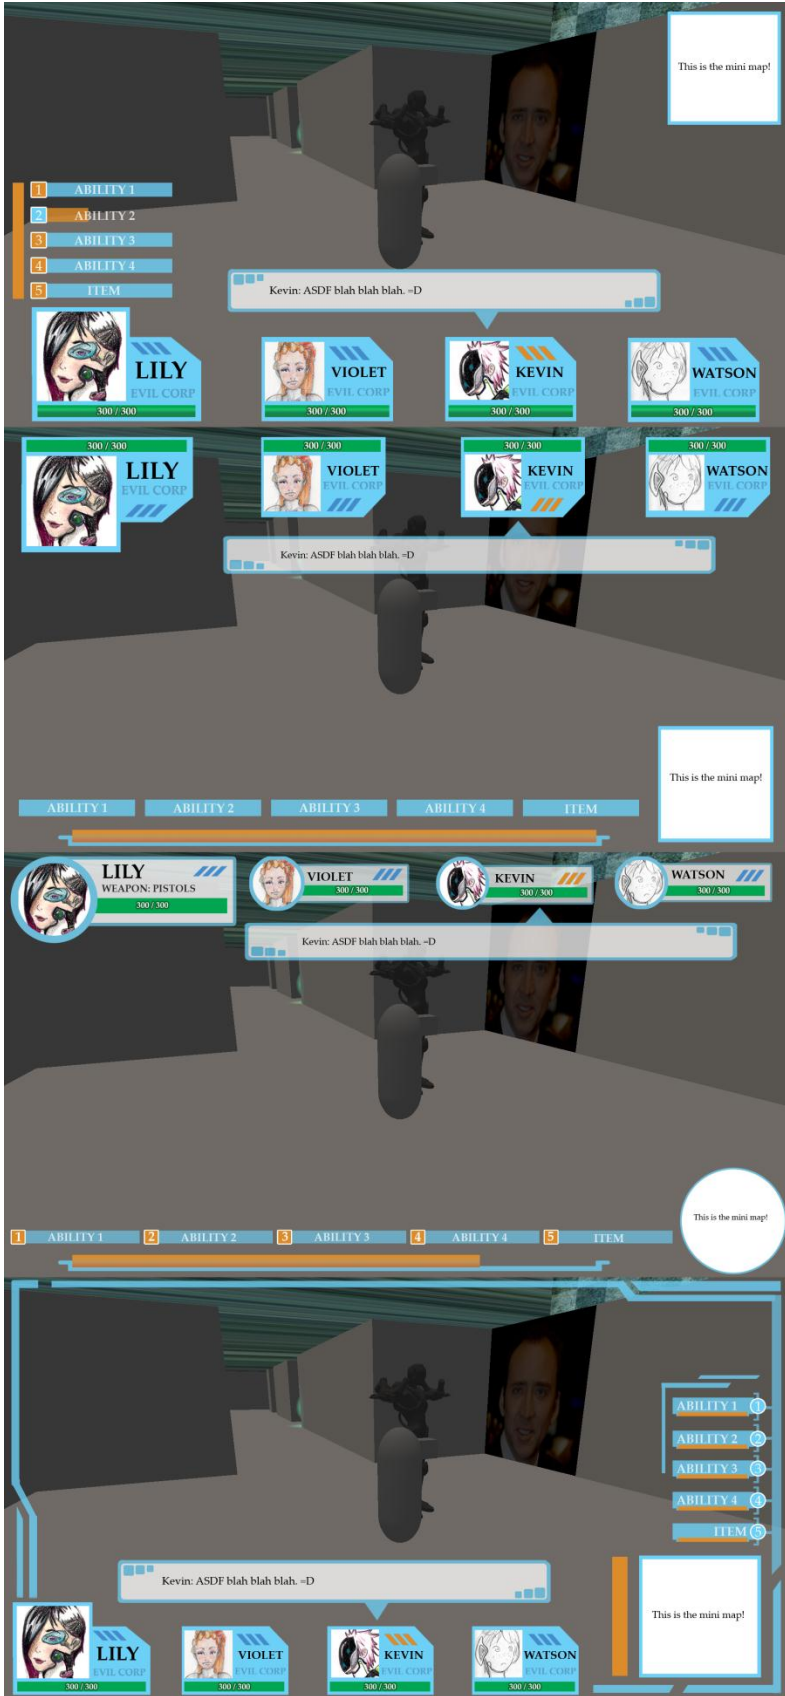 This is the mini map!
1 ABILITY 1
2 ABILITY 2
3 ABILITY 3
4 ABILITY 4
5 ITEM
Kevin: ASDF blah blah blah. =D
LILY
EVIL CORP
300 / 300
VIOLET
EVIL CORP
300 / 300
KEVIN
EVIL CORP
300 / 300
WATSON
EVIL CORP
300 / 300
300 / 300
LILY
EVIL CORP
300 / 300
VIOLET
EVIL CORP
300 / 300
KEVIN
EVIL CORP
300 / 300
WATSON
EVIL CORP
Kevin: ASDF blah blah blah. =D
This is the mini map!
ABILITY 1
ABILITY 2
ABILITY 3
ABILITY 4
ITEM
LILY
WEAPON: PISTOLS
300 / 300
VIOLET
300 / 300
KEVIN
300 / 300
WATSON
300 / 300
Kevin: ASDF blah blah blah. =D
This is the mini map!
1 ABILITY 1
2 ABILITY 2
3 ABILITY 3
4 ABILITY 4
5 ITEM
ABILITY 1 1
ABILITY 2 2
ABILITY 3 3
ABILITY 4 4
ITEM 5
Kevin: ASDF blah blah blah. =D
This is the mini map!
LILY
EVIL CORP
300 / 300
VIOLET
EVIL CORP
300 / 300
KEVIN
EVIL CORP
300 / 300
WATSON
EVIL CORP
300 / 300